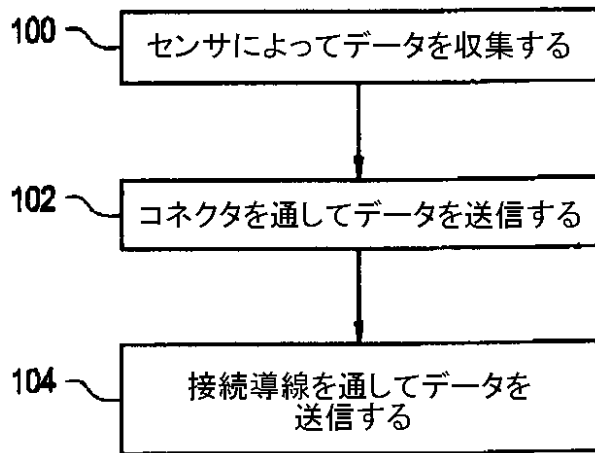 100
センサによってデータを収集する
102
コネクタを通してデータを送信する
104
接続導線を通してデータを
送信する